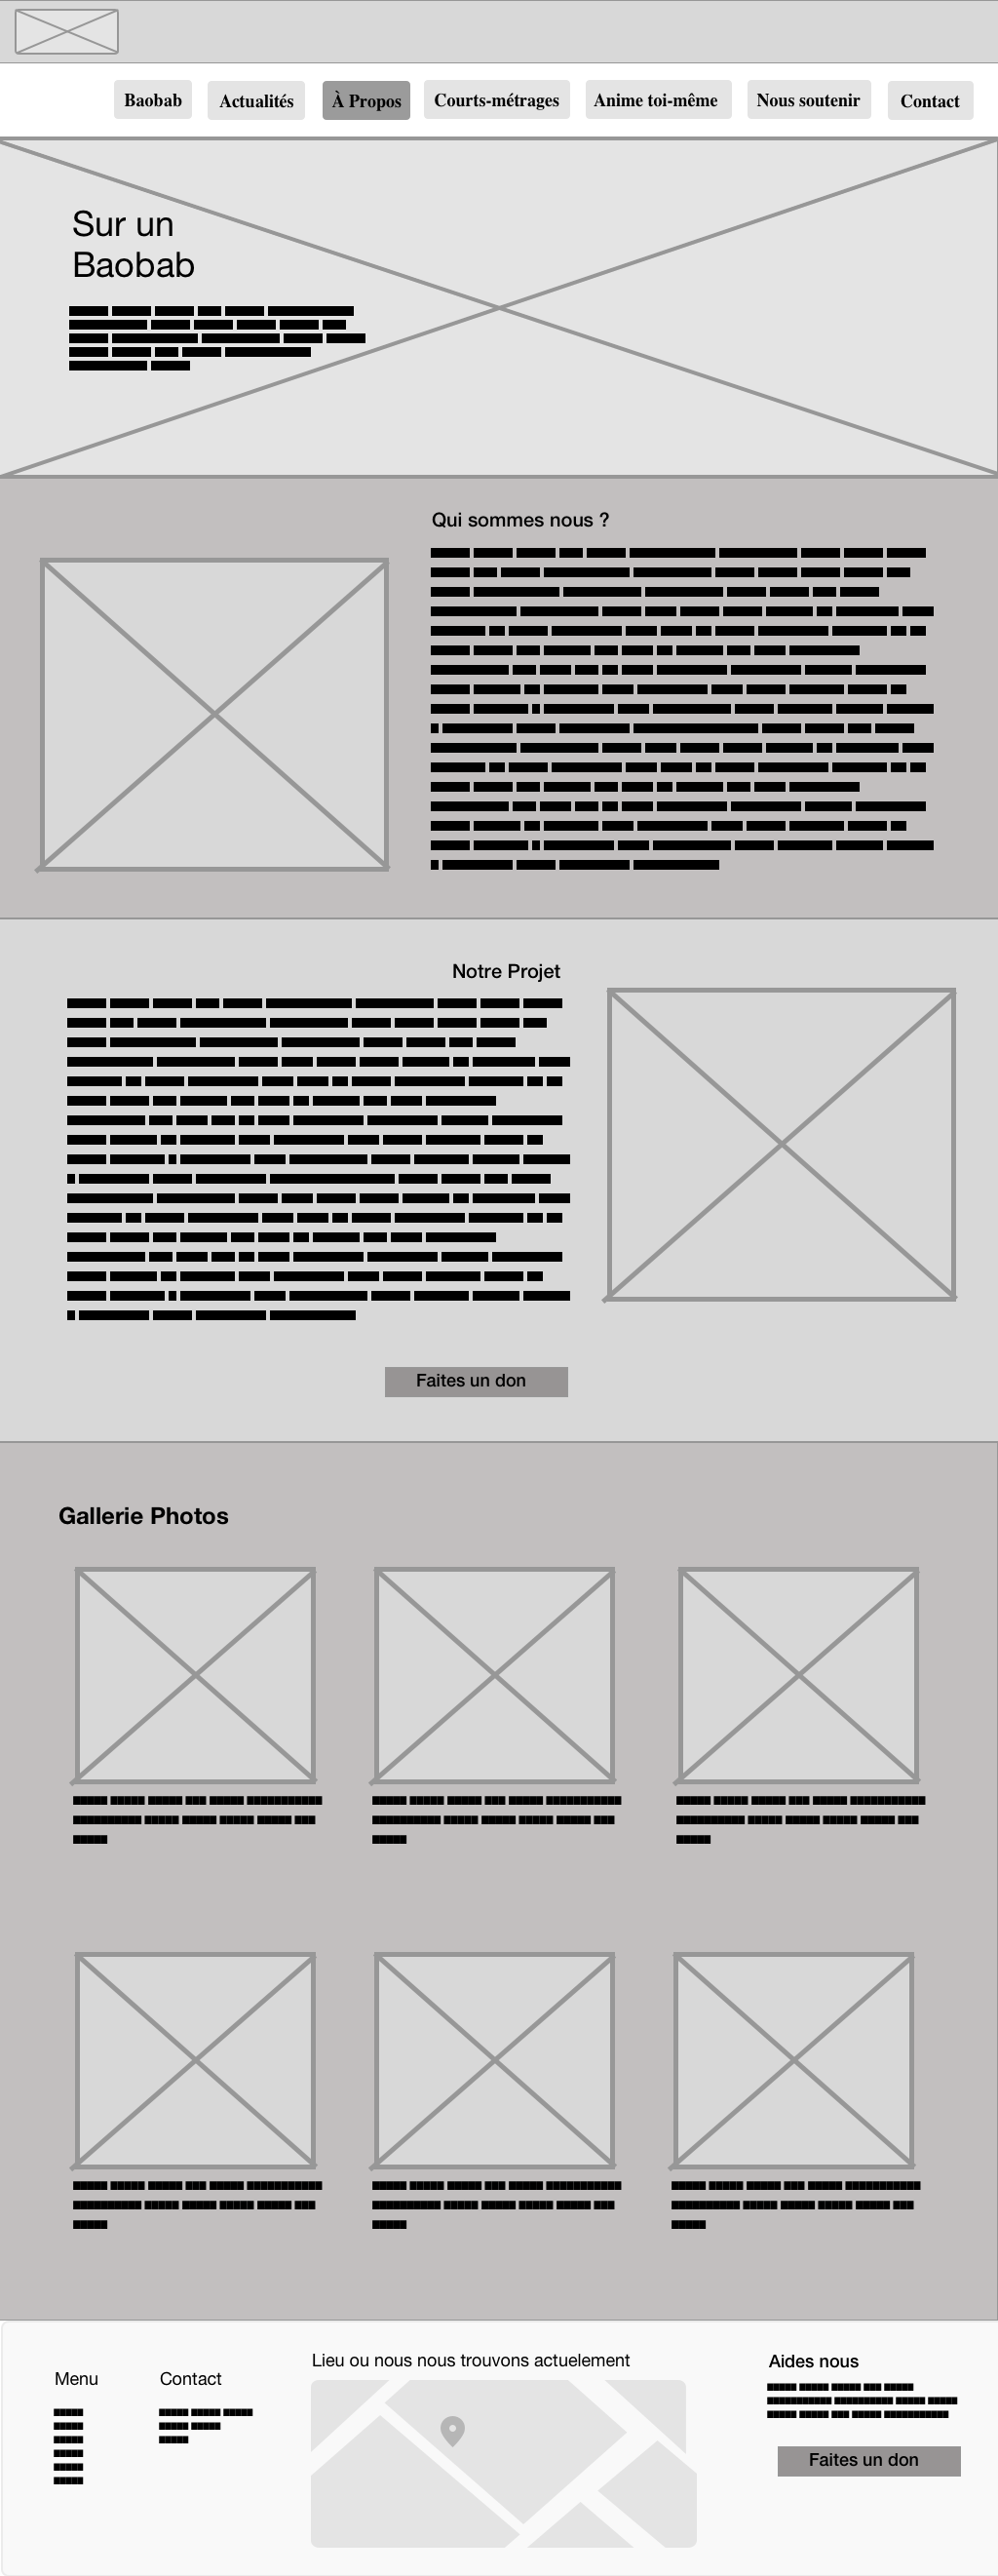 Baobab
Actualités
À Propos
Courts-métrages
Anime toi-même
Nous soutenir
Contact
Sur un
Baobab
Qui sommes nous ?
Notre Projet
Faites un don
Gallerie Photos
Menu
Contact
Lieu ou nous nous trouvons actuelement
Aides nous
Faites un don